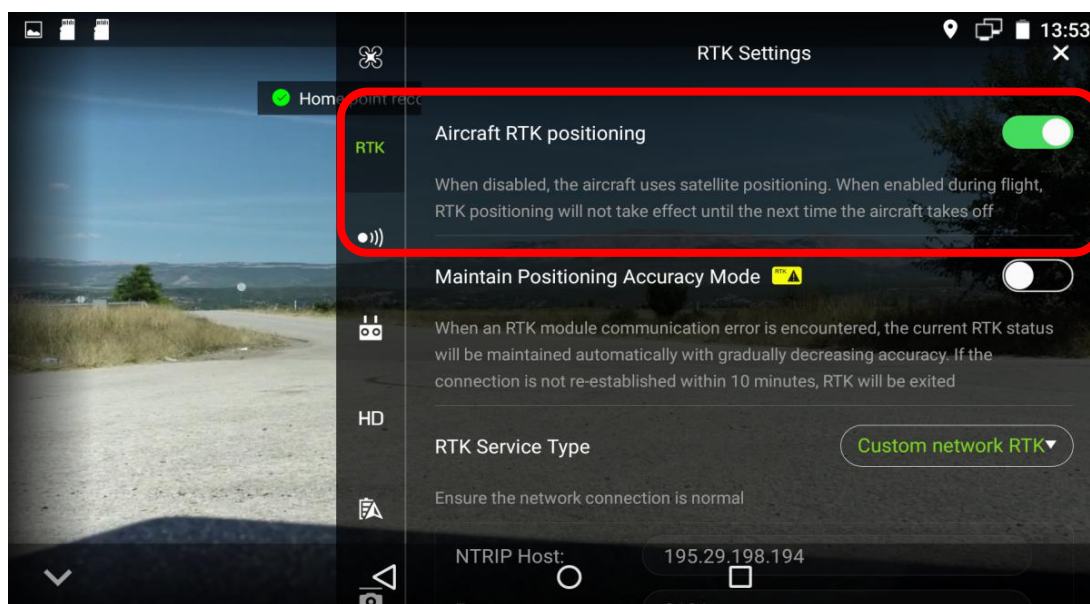 13:53
RTK Settings
Home point reco
RTK
Aircraft RTK positioning
When disabled, the aircraft uses satellite positioning. When enabled during flight,
RTK positioning will not take effect until the next time the aircraft takes off
Maintain Positioning Accuracy Mode RTK
When an RTK module communication error is encountered, the current RTK status
will be maintained automatically with gradually decreasing accuracy. If the
connection is not re-established within 10 minutes, RTK will be exited
HD
RTK Service Type
Custom network RTK
Ensure the network connection is normal
NTRIP Host:
195.29.198.194